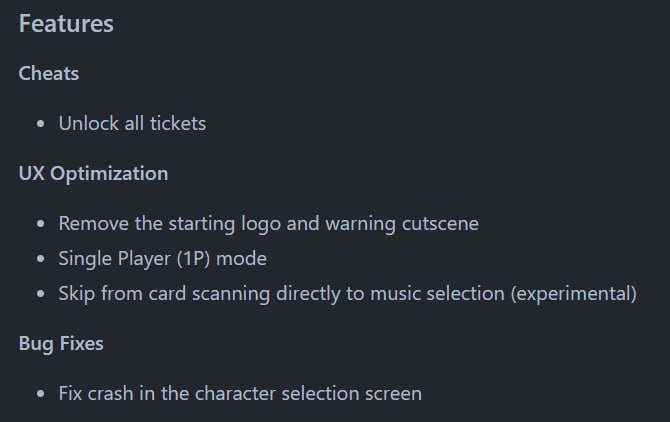 Features
Cheats
Unlock all tickets
UX Optimization
Remove the starting logo and warning cutscene
Single Player (1P) mode
Skip from card scanning directly to music selection (experimental)
Bug Fixes
Fix crash in the character selection screen